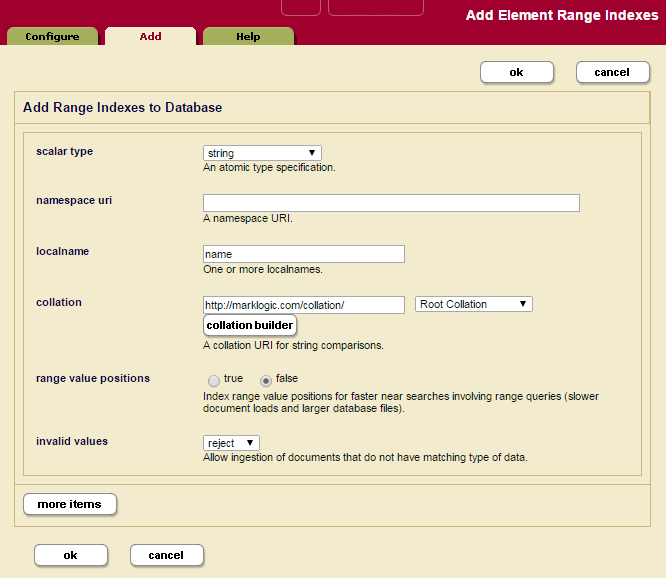 Add Element Range Indexes
Configure
Add
Help
ok
cancel
Add Range Indexes to Database
scalar type
string
An atomic type specification.
namespace uri
A namespace URI.
localname
name
One or more localnames.
collation
http://marklogic.com/collation/
Root Collation
collation builder
A collation URI for string comparisons.
range value positions
true
false
Index range value positions for faster near searches involving range queries (slower
document loads and larger database files).
invalid values
reject
Allow ingestion of documents that do not have matching type of data.
more items
ok
cancel